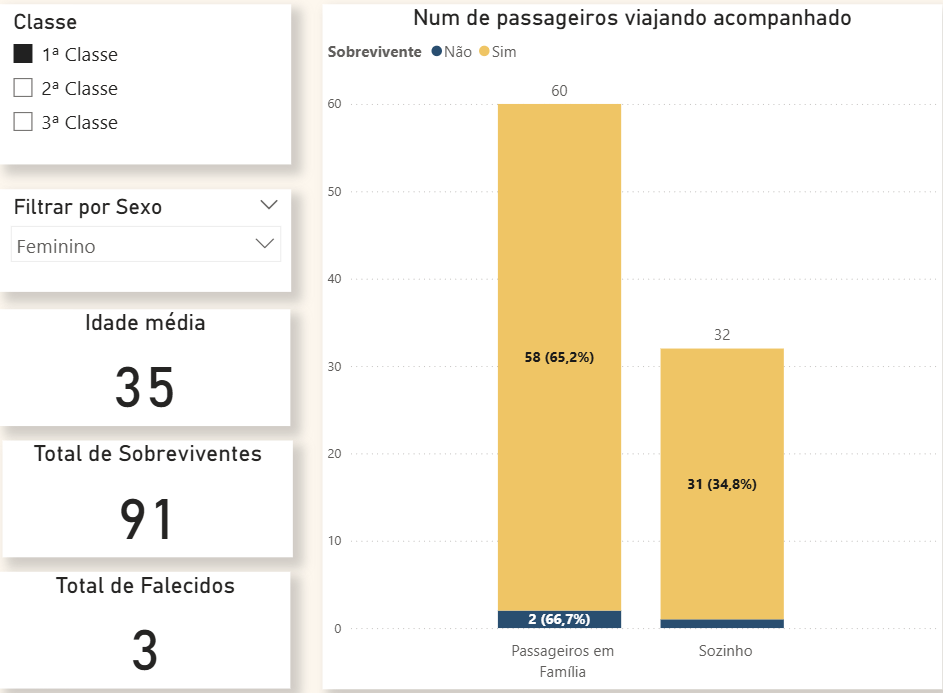 Classe
1ª Classe
2ª Classe
3ª Classe
Filtrar por Sexo
Feminino
Idade média
35
Total de Sobreviventes
91
Total de Falecidos
3
Num de passageiros viajando acompanhado
Sobrevivente Não Sim
60
50
40
30
20
10
0
60
58 (65,2%)
2 (66,7%)
32
31 (34,8%)
Passageiros em
Família
Sozinho